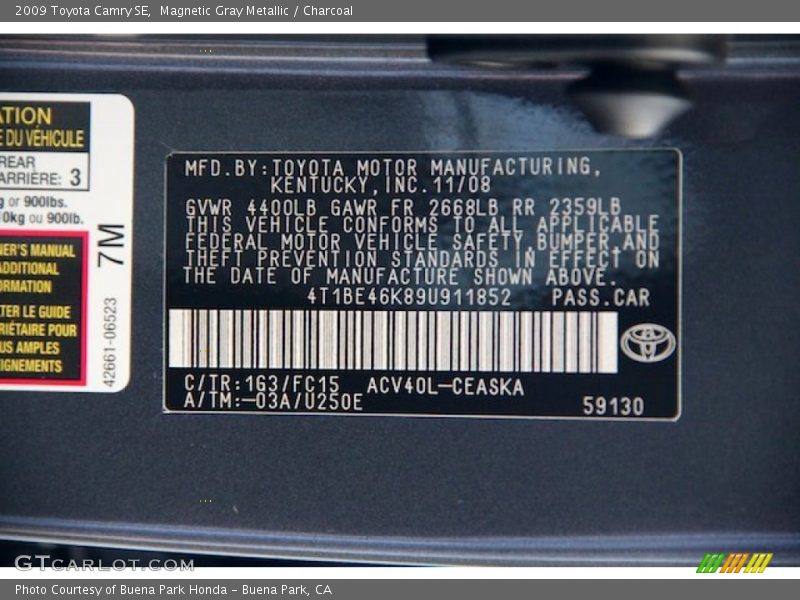 2009 Toyota Camry SE,  Magnetic Gray Metallic / Charcoal
ATION
E DU VÉHICULE
REAR
ARRIÈRE: 3
g or 900lbs.
0kg ou 900lb.
NER'S MANUAL
ADDITIONAL
ORMATION
TER LE GUIDE
RIÉTAIRE POUR
US AMPLES
EIGNEMENTS
7M
42661-06523
MFD.BY:TOYOTA MOTOR MANUFACTURING,
KENTUCKY,INC.11/08
GVWR 4400LB GAWR FR 2668LB RR 2359LB
THIS VEHICLE CONFORMS TO ALL APPLICABLE
FEDERAL MOTOR VEHICLE SAFETY,BUMPER,AND
THEFT PREVENTION STANDARDS IN EFFECT ON
THE DATE OF MANUFACTURE SHOWN ABOVE.
4T1BE46K89U911852 PASS.CAR
C/TR:1G3/FC15 ACV40L-CEASKA
A/TM:-03A/U250E
59130
GTCARLOT.COM
Photo Courtesy of Buena Park Honda - Buena Park, CA